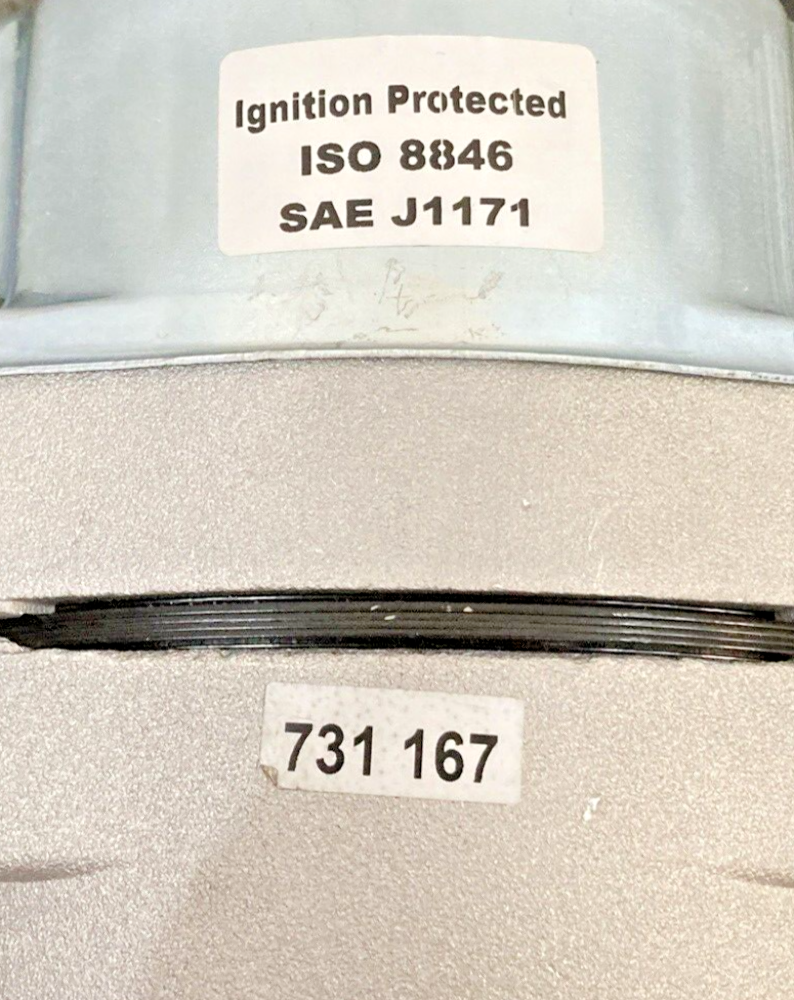 Ignition Protected
ISO 8846
SAE J1171
731 167